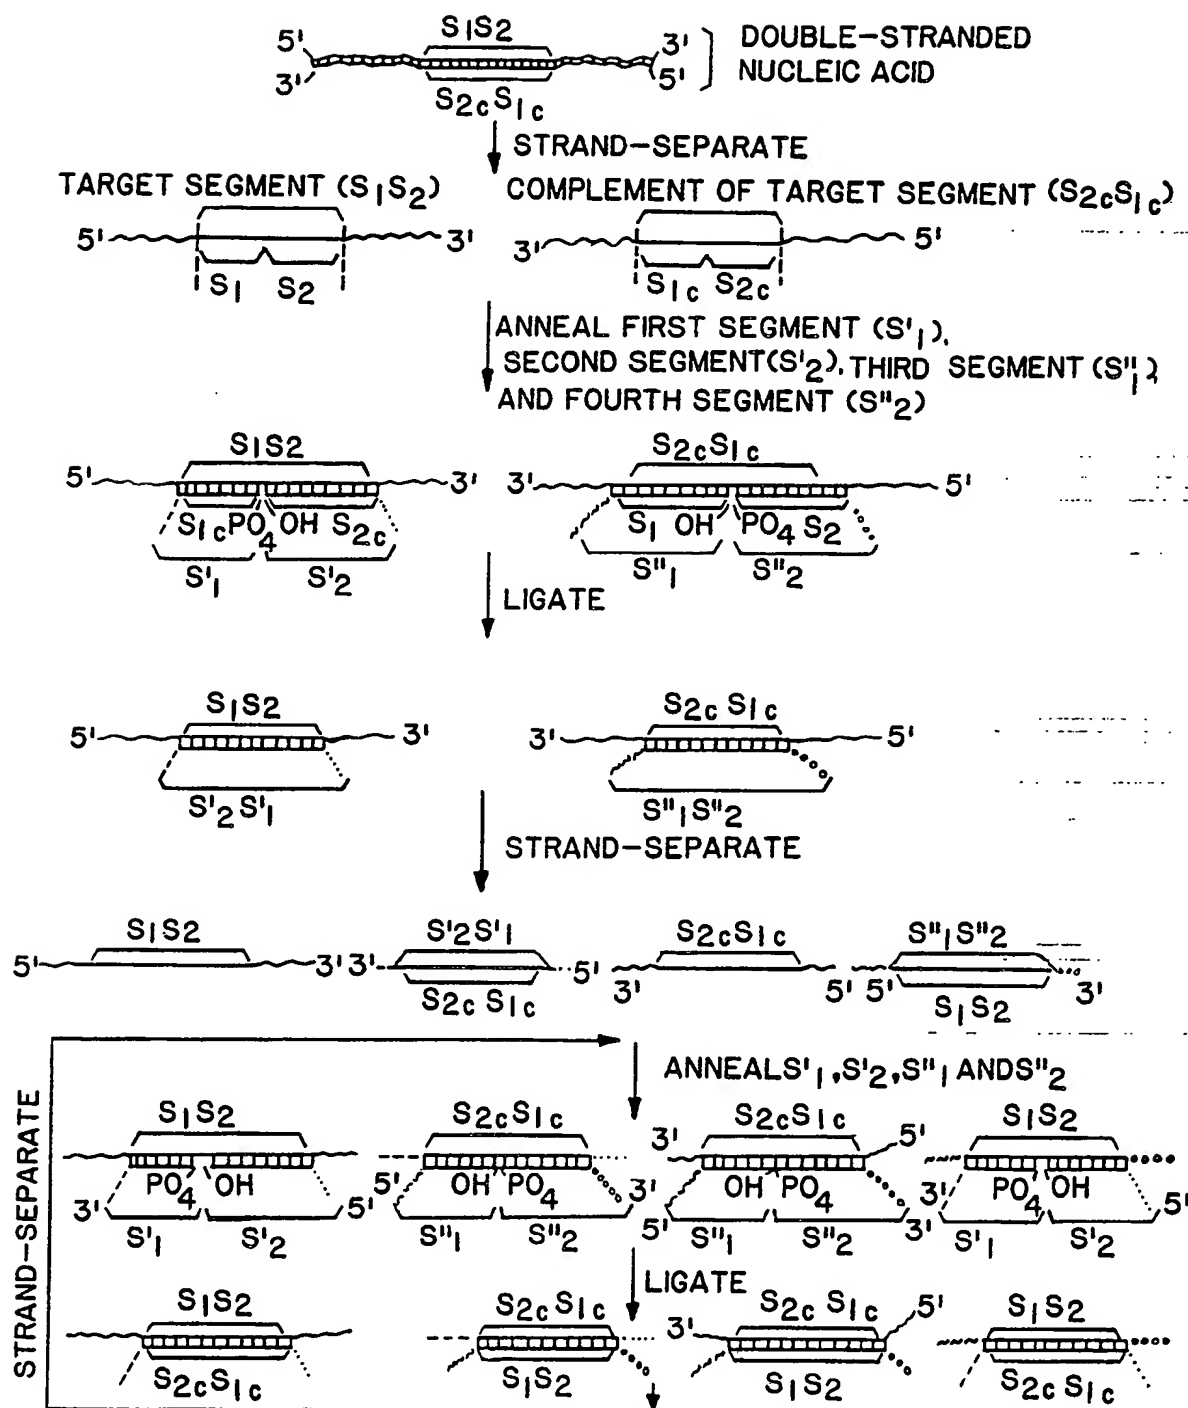 S1S2
5' 3' DOUBLE-STRANDED
3' 5' NUCLEIC ACID
S2cS1c
STRAND-SEPARATE
TARGET SEGMENT (S1S2) COMPLEMENT OF TARGET SEGMENT (S2cS1c)
5' 3' 3' 5'
S1 S2 S1c S2c
ANNEAL FIRST SEGMENT (S'1),
SECOND SEGMENT(S'2), THIRD SEGMENT (S"1)
AND FOURTH SEGMENT (S"2)
S1S2 S2cS1c
5' 3' 3' 5'
S1c PO4 OH S2c S1 OH PO4 S2
S'1 S'2 S"1 S"2
LIGATE
S1S2 S2c S1c
5' 3' 3' 5'
S'2 S'1 S"1S"2
STRAND-SEPARATE
S1S2 S'2S'1 S2cS1c S"1S"2
5' 3' 3' 5' 3' 5' 5' 3'
S2c S1c S1S2
ANNEALS'1,S'2,S"1 ANDS"2
STRAND-SEPARATE
S1S2 S2cS1c S2cS1c S1S2
3' 5'
PO4 OH OH PO4 OH PO4 PO4 OH
3' 5' 5' 3' 5' 3' 3' 5'
S'1 S'2 S"1 S"2 S"1 S"2 S'1 S'2
LIGATE
S1S2 S2c S1c S2c S1c S1S2
3' 5'
S2cS1c S1S2 S1S2 S2c S1c